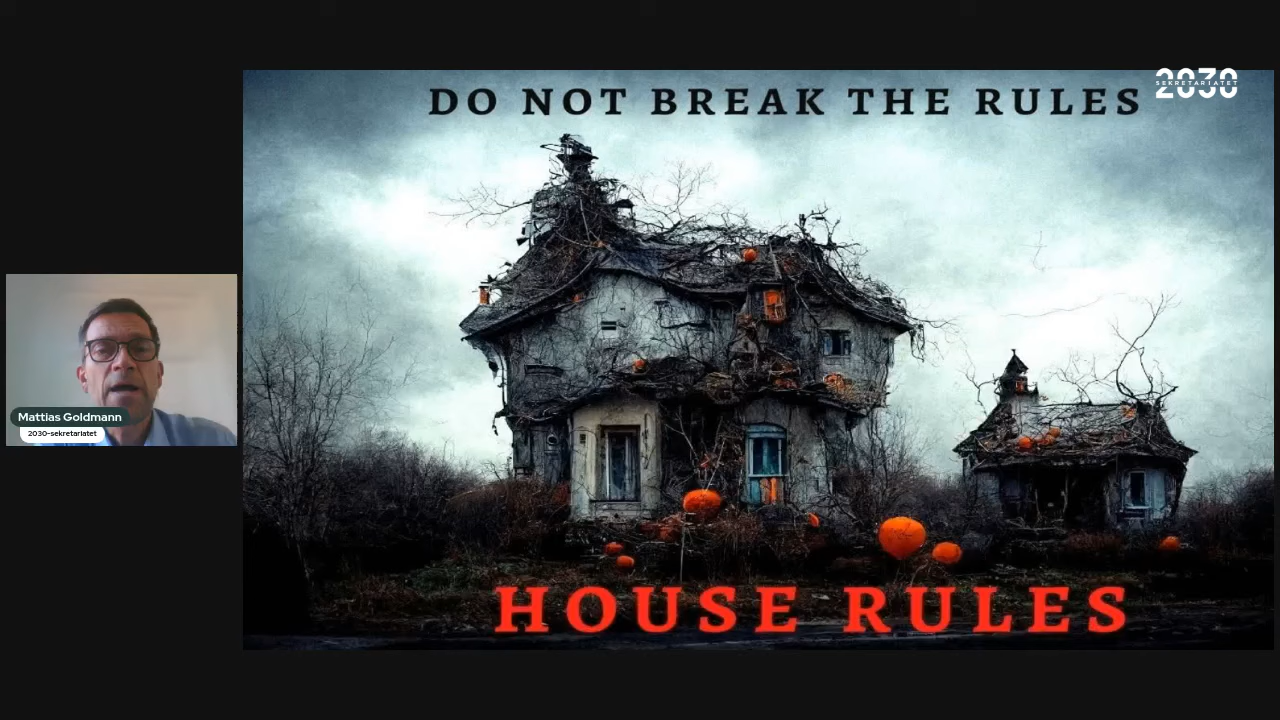 DO NOT BREAK THE RULES
2030
SEKRETARIATET
Mattias Goldmann
2030-sekretariatet
HOUSE RULES